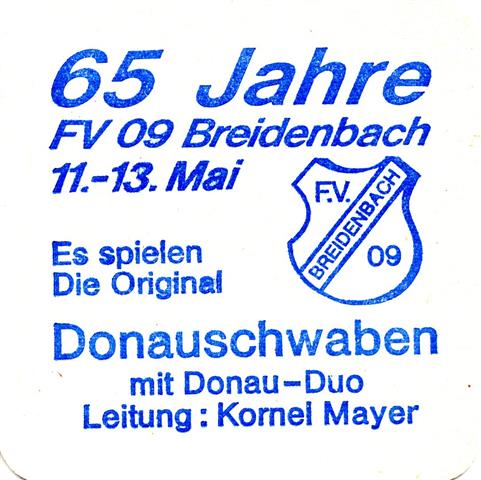 65 Jahre
FV 09 Breidenbach
11.-13. Mai
F.V.
BREIDENBACH
09
Es spielen
Die Original
Donauschwaben
mit Donau-Duo
Leitung: Kornel Mayer